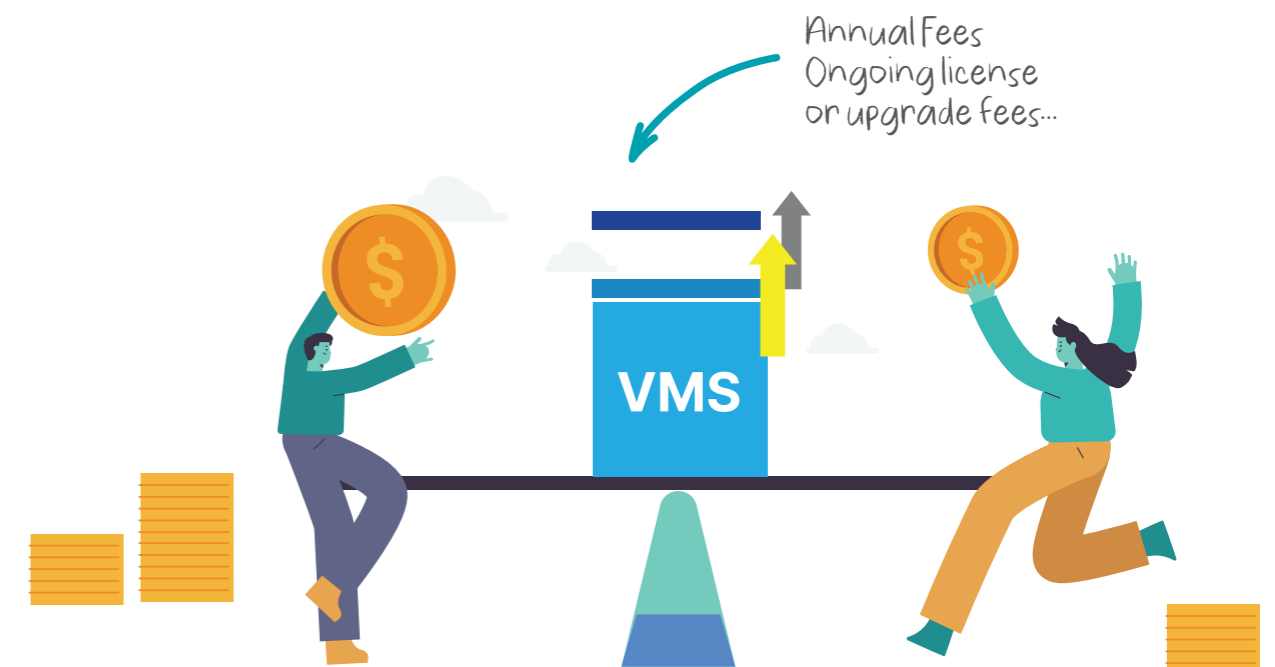 Annual Fees
Ongoing license
or upgrade fees...
$
$
VMS